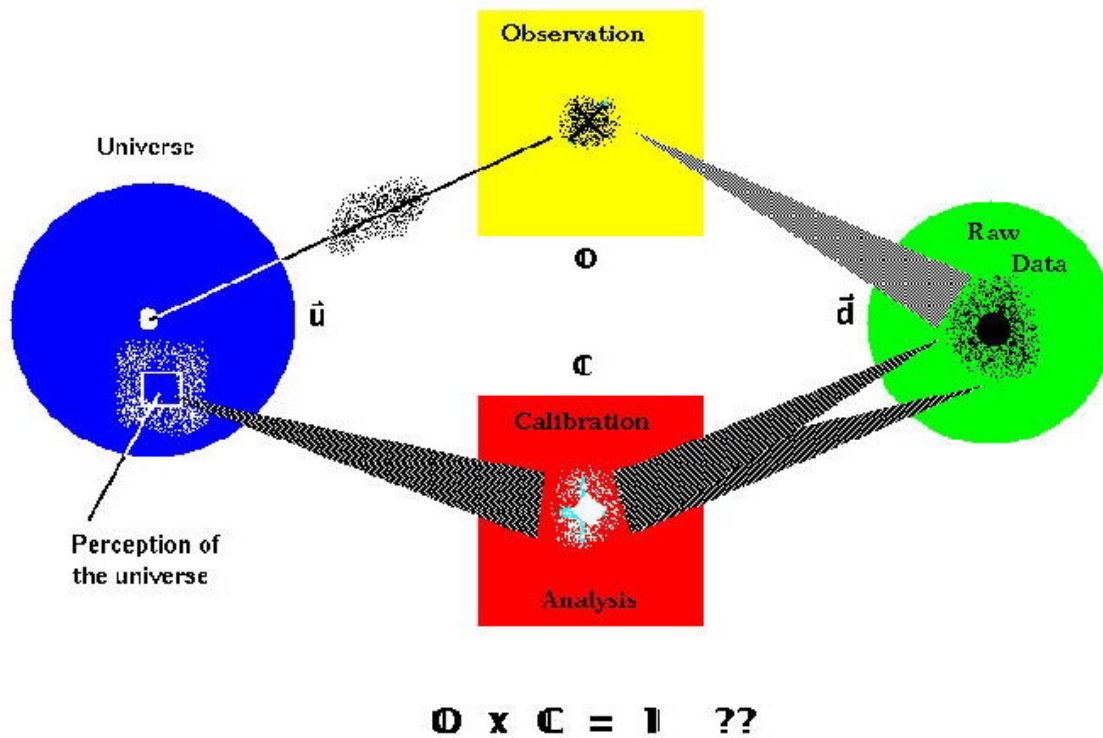 Observation
Universe
Raw
Data
𝕆
u⃗
d⃗
ℂ
Calibration
Perception of
the universe
Analysis
𝕆 x ℂ = 𝟙 ??